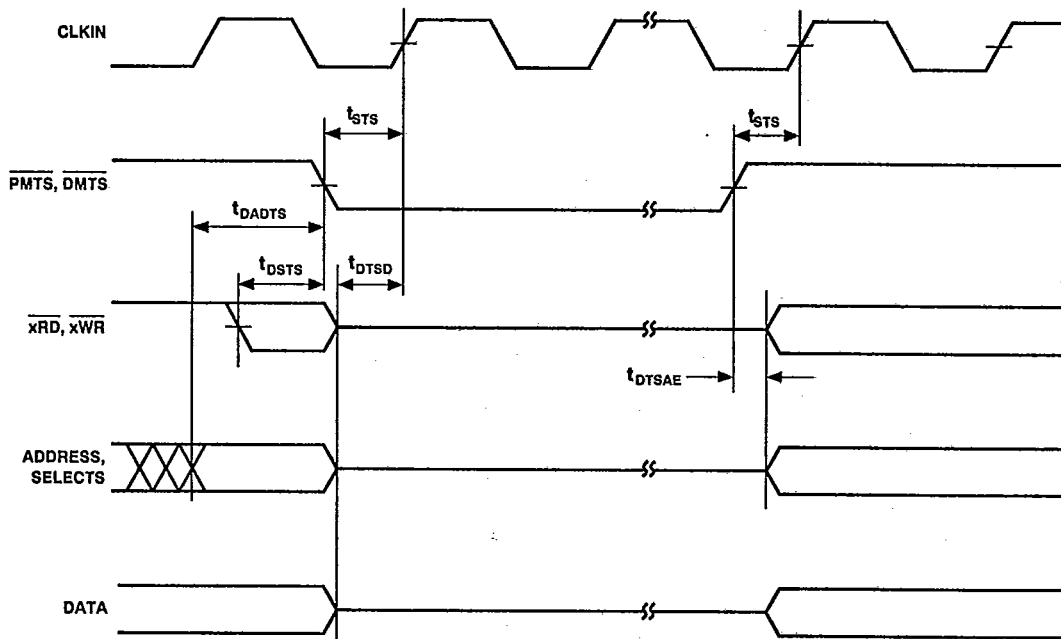 CLKIN
tSTS
tSTS
PMTS, DMTS
tDADTS
tDSTS
tDTSD
xRD, xWR
tDTSAE
ADDRESS,
SELECTS
DATA